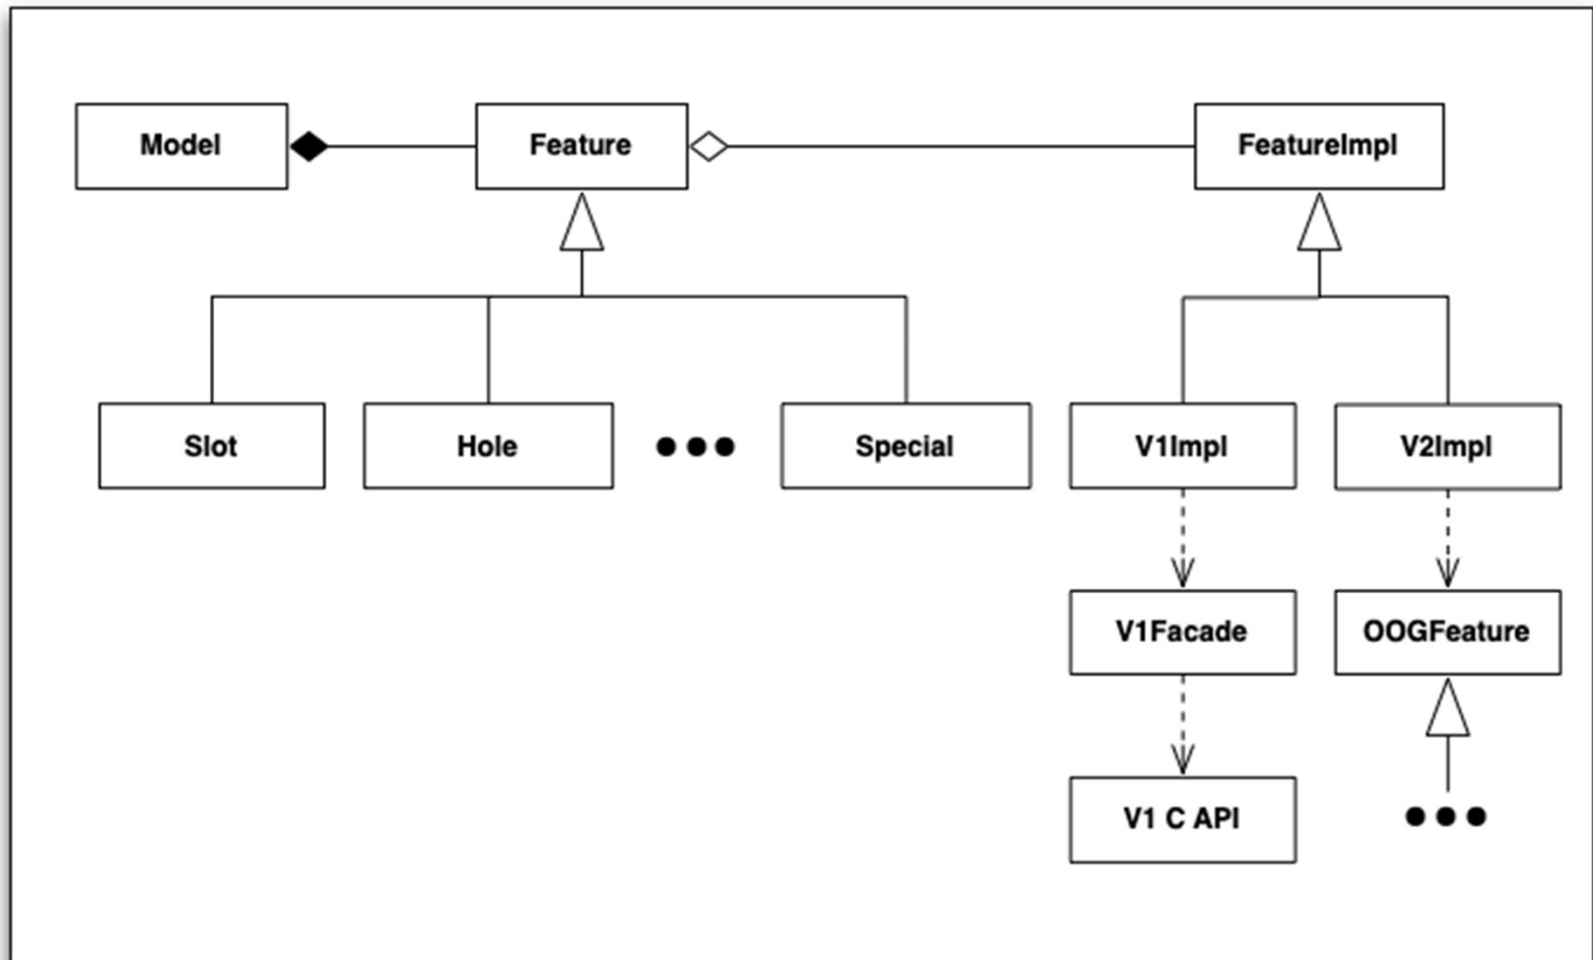 Model
Feature
FeatureImpl
Slot
Hole
Special
V1Impl
V2Impl
V1Facade
OOGFeature
V1 C API